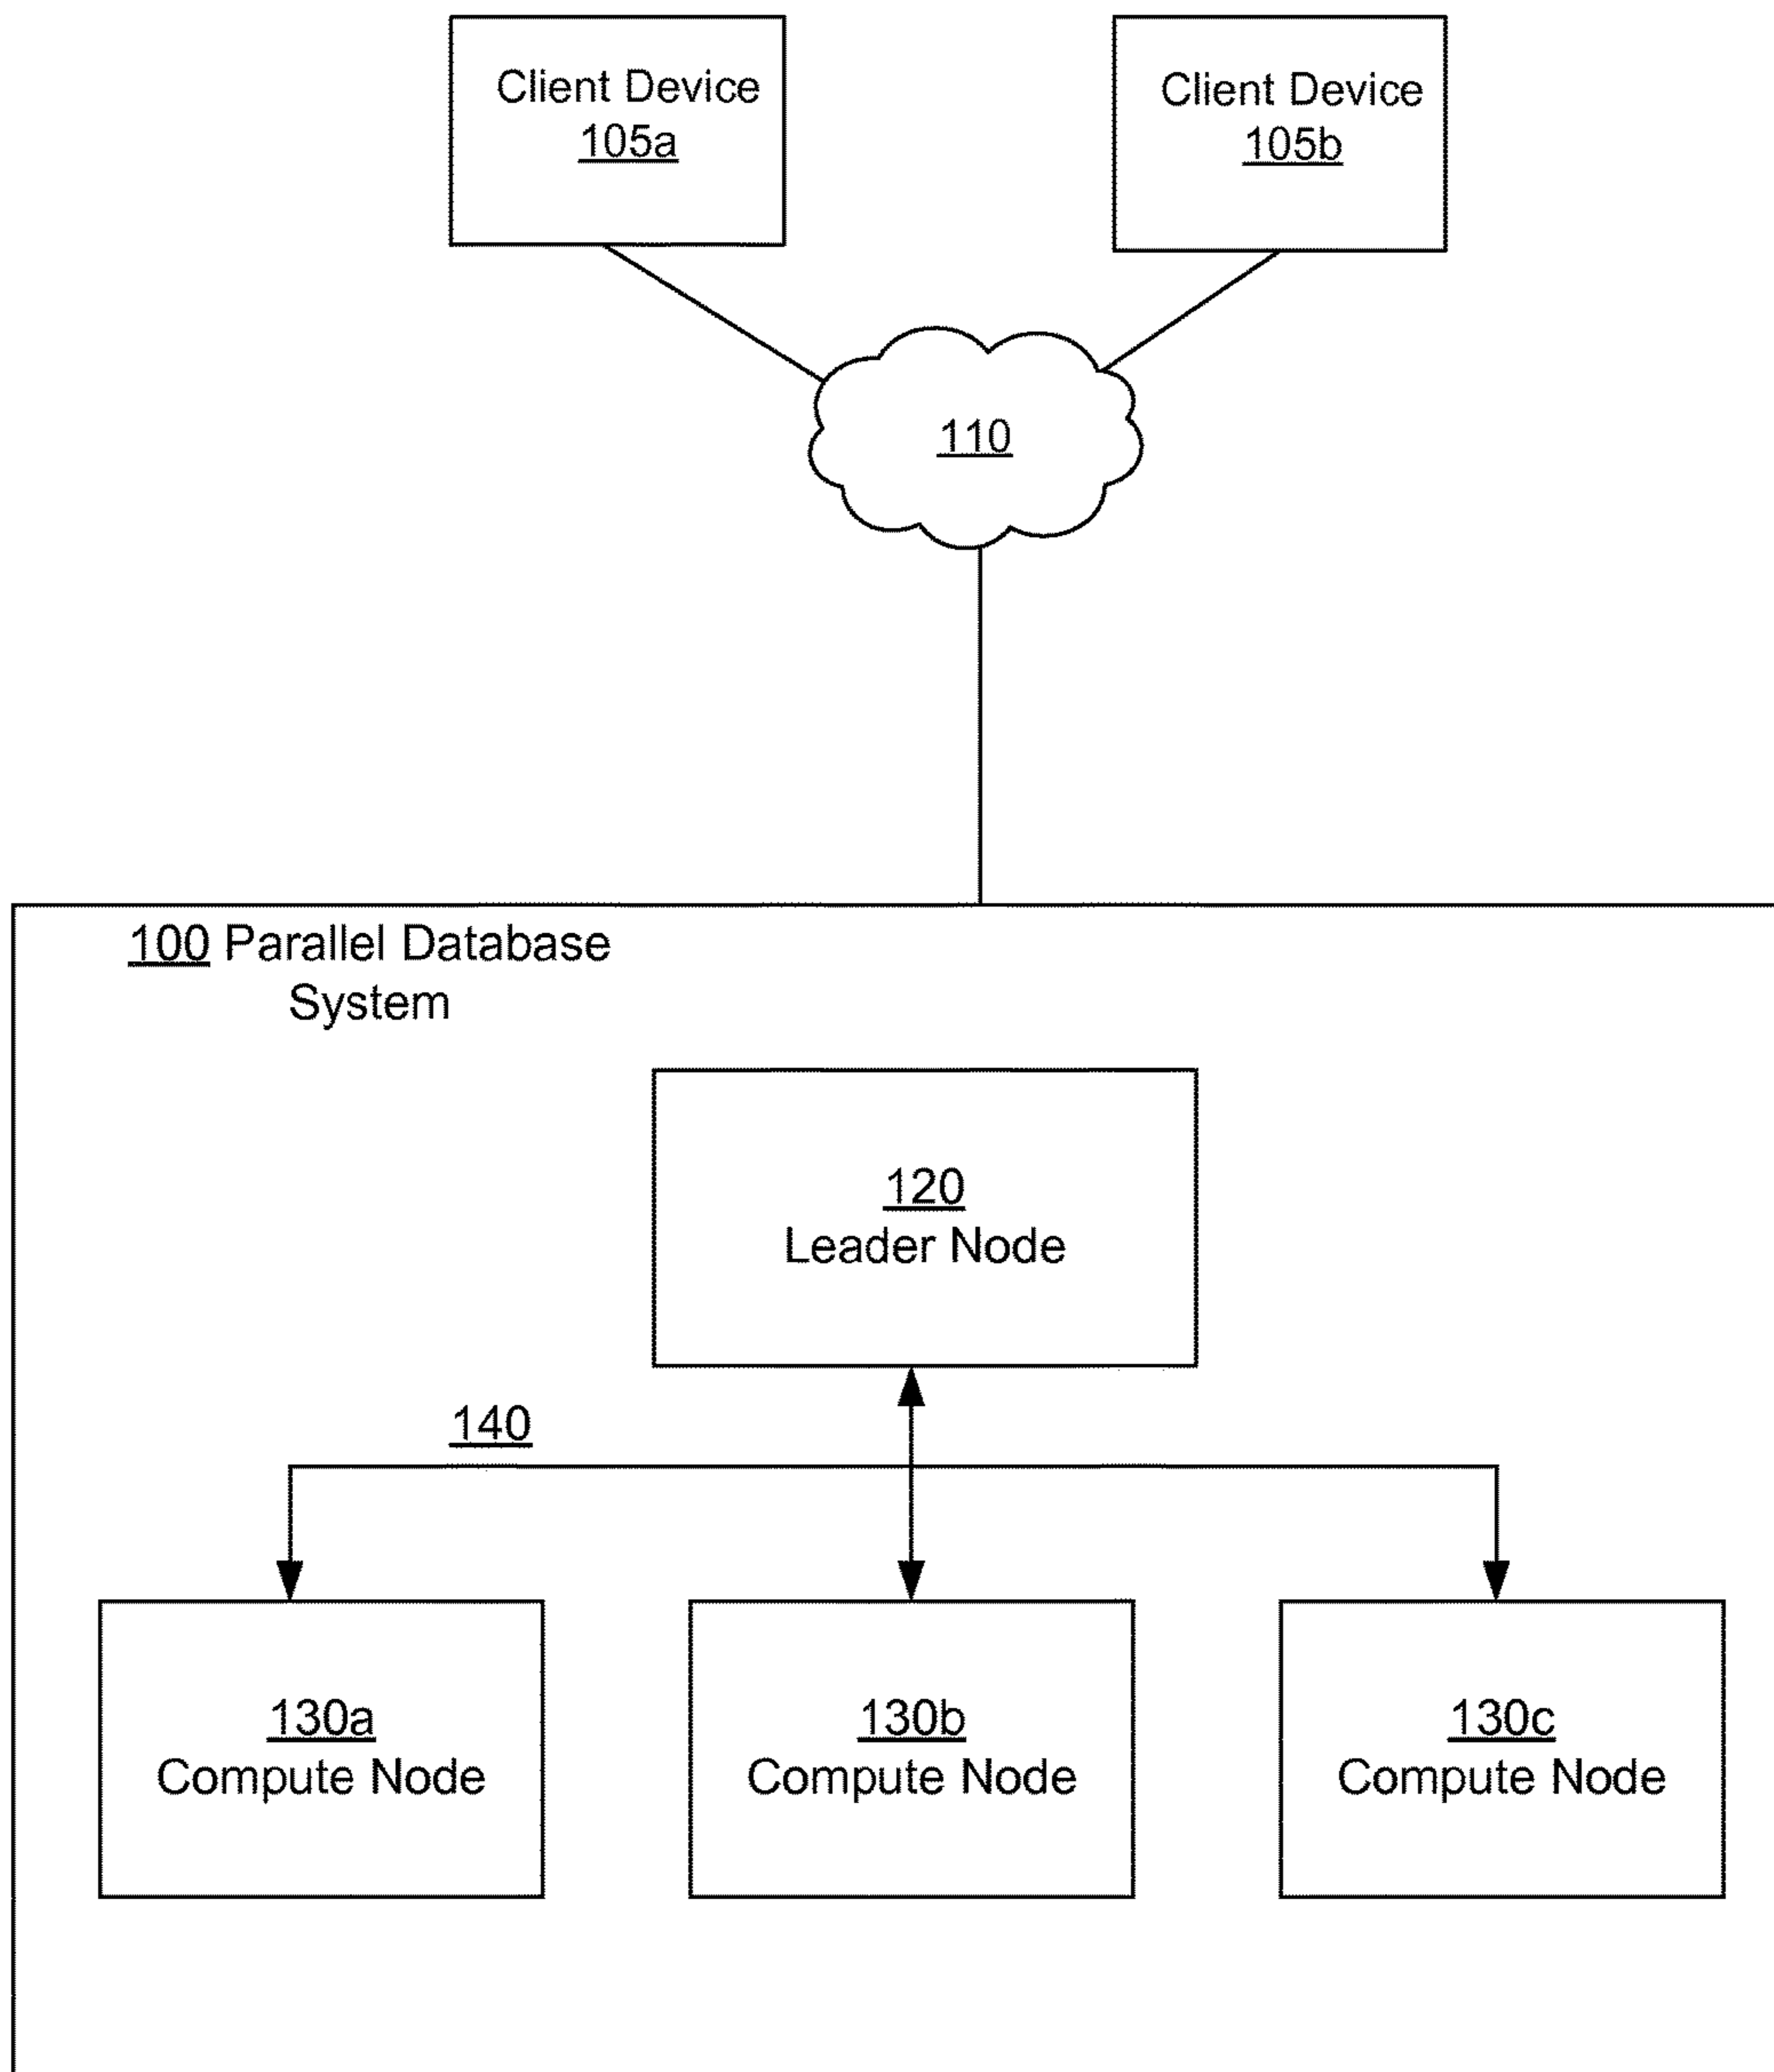 Client Device
105a
Client Device
105b
110
100 Parallel Database
System
120
Leader Node
140
130a
Compute Node
130b
Compute Node
130c
Compute Node